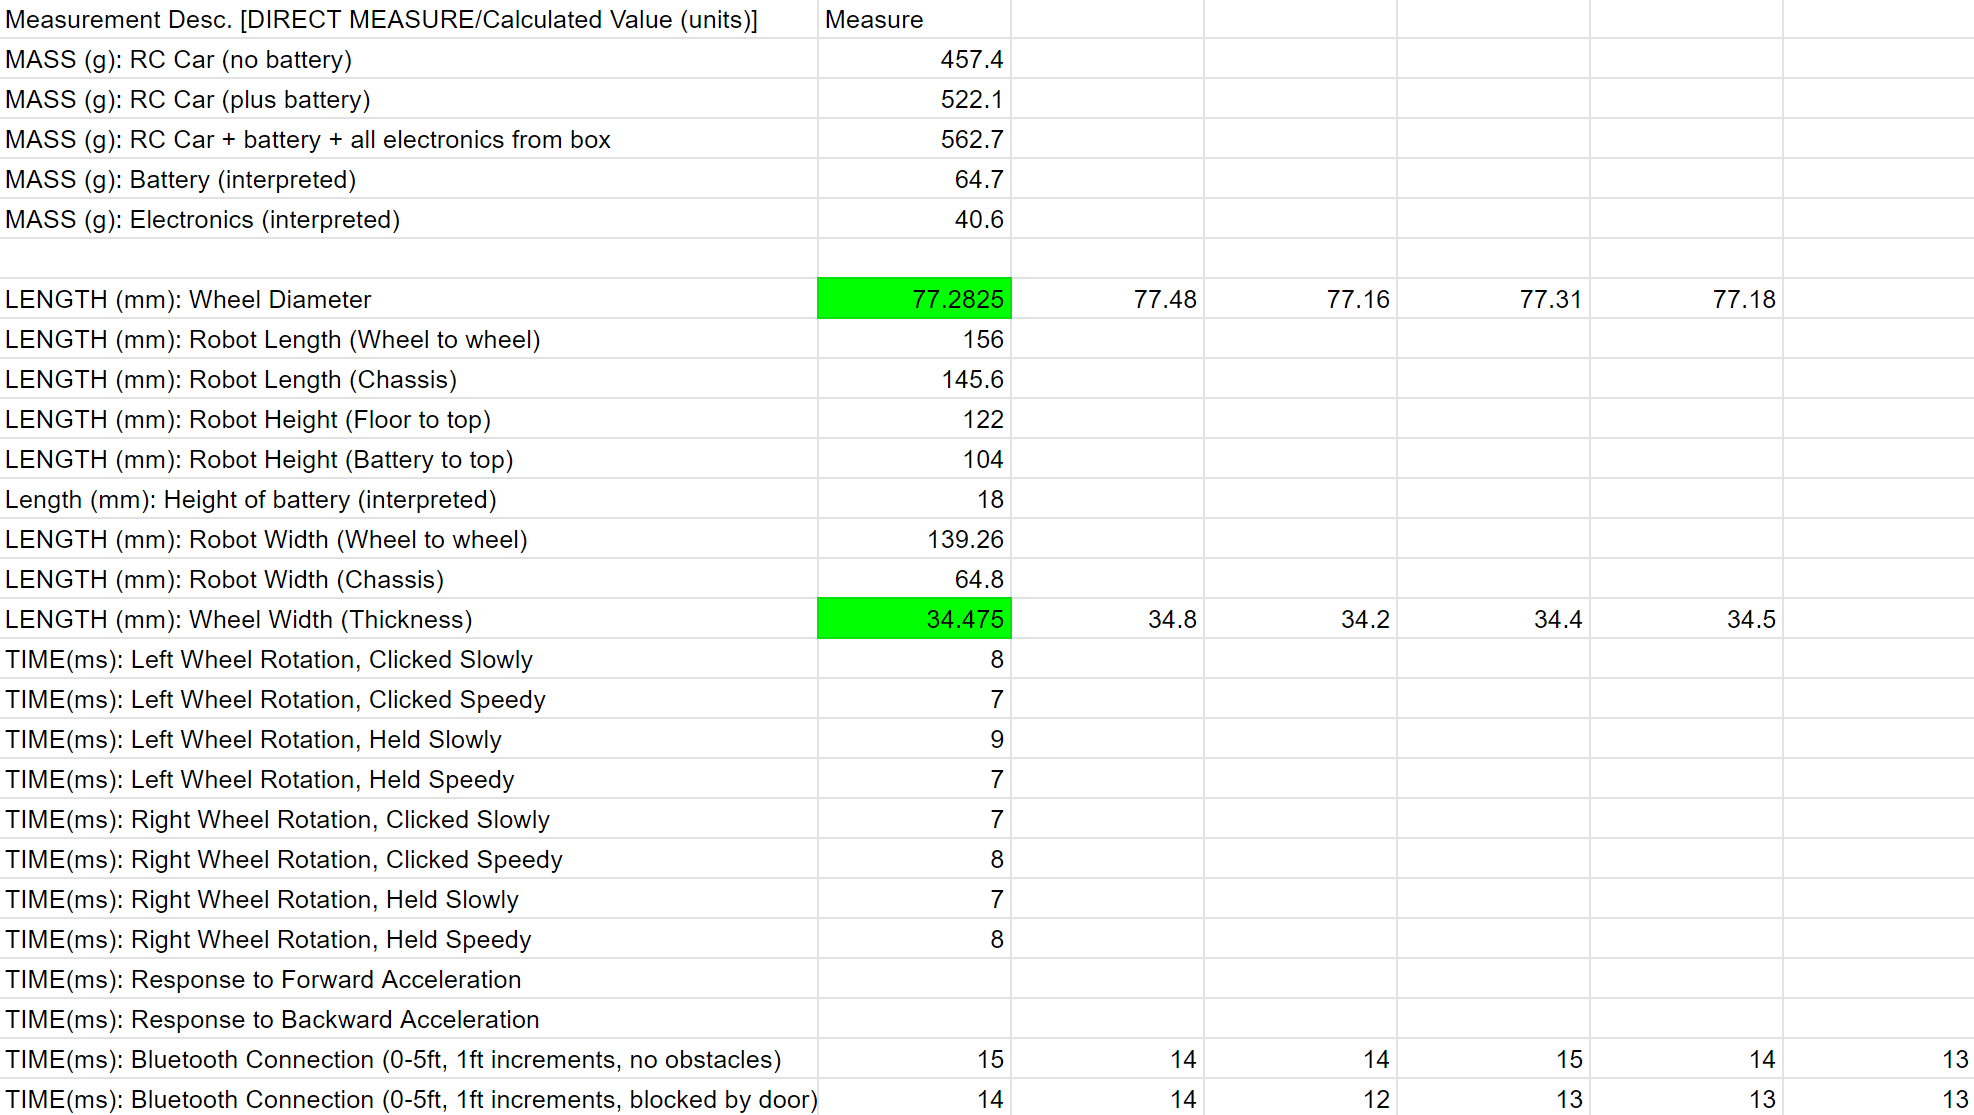 Measurement Desc. [DIRECT MEASURE/Calculated Value (units)] Measure
MASS (g): RC Car (no battery) 457.4
MASS (g): RC Car (plus battery) 522.1
MASS (g): RC Car + battery + all electronics from box 562.7
MASS (g): Battery (interpreted) 64.7
MASS (g): Electronics (interpreted) 40.6
LENGTH (mm): Wheel Diameter 77.2825 77.48 77.16 77.31 77.18
LENGTH (mm): Robot Length (Wheel to wheel) 156
LENGTH (mm): Robot Length (Chassis) 145.6
LENGTH (mm): Robot Height (Floor to top) 122
LENGTH (mm): Robot Height (Battery to top) 104
Length (mm): Height of battery (interpreted) 18
LENGTH (mm): Robot Width (Wheel to wheel) 139.26
LENGTH (mm): Robot Width (Chassis) 64.8
LENGTH (mm): Wheel Width (Thickness) 34.475 34.8 34.2 34.4 34.5
TIME(ms): Left Wheel Rotation, Clicked Slowly 8
TIME(ms): Left Wheel Rotation, Clicked Speedy 7
TIME(ms): Left Wheel Rotation, Held Slowly 9
TIME(ms): Left Wheel Rotation, Held Speedy 7
TIME(ms): Right Wheel Rotation, Clicked Slowly 7
TIME(ms): Right Wheel Rotation, Clicked Speedy 8
TIME(ms): Right Wheel Rotation, Held Slowly 7
TIME(ms): Right Wheel Rotation, Held Speedy 8
TIME(ms): Response to Forward Acceleration
TIME(ms): Response to Backward Acceleration
TIME(ms): Bluetooth Connection (0-5ft, 1ft increments, no obstacles) 15 14 14 15 14 13
TIME(ms): Bluetooth Connection (0-5ft, 1ft increments, blocked by door) 14 14 12 13 13 13